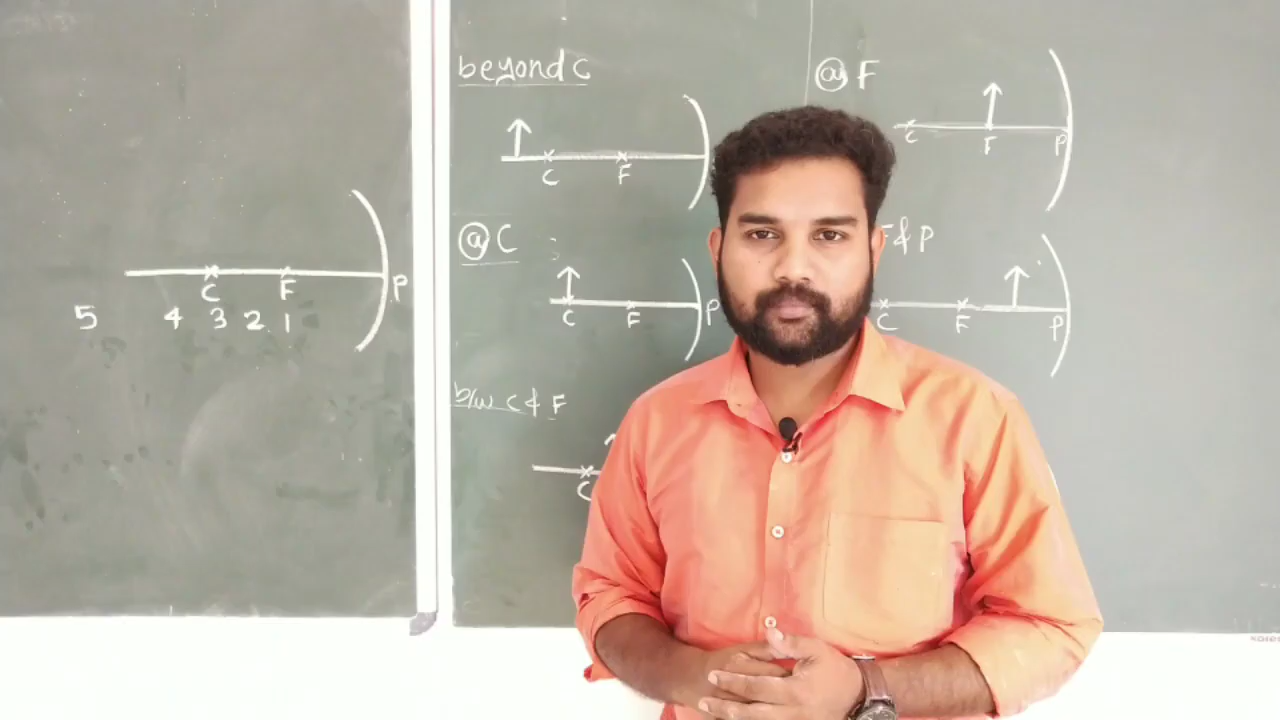 C F P
5 4 3 2 1
beyond C
C F
@ C
C F P
b/w C & F
C
@ F
C F P
F & P
C F P